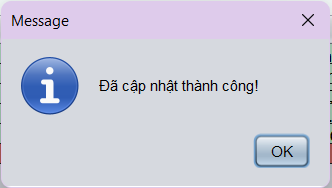 Message
Đã cập nhật thành công!
OK